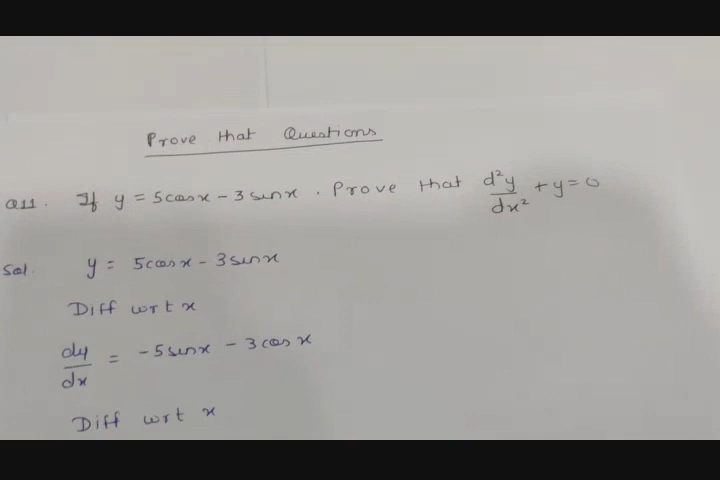 Prove that Questions
Q11. If y = 5cosx - 3sinx. Prove that d²y/dx² + y = 0
Sol. y = 5cosx - 3sinx
Diff wrt x
dy/dx = -5sinx - 3cosx
Diff wrt x